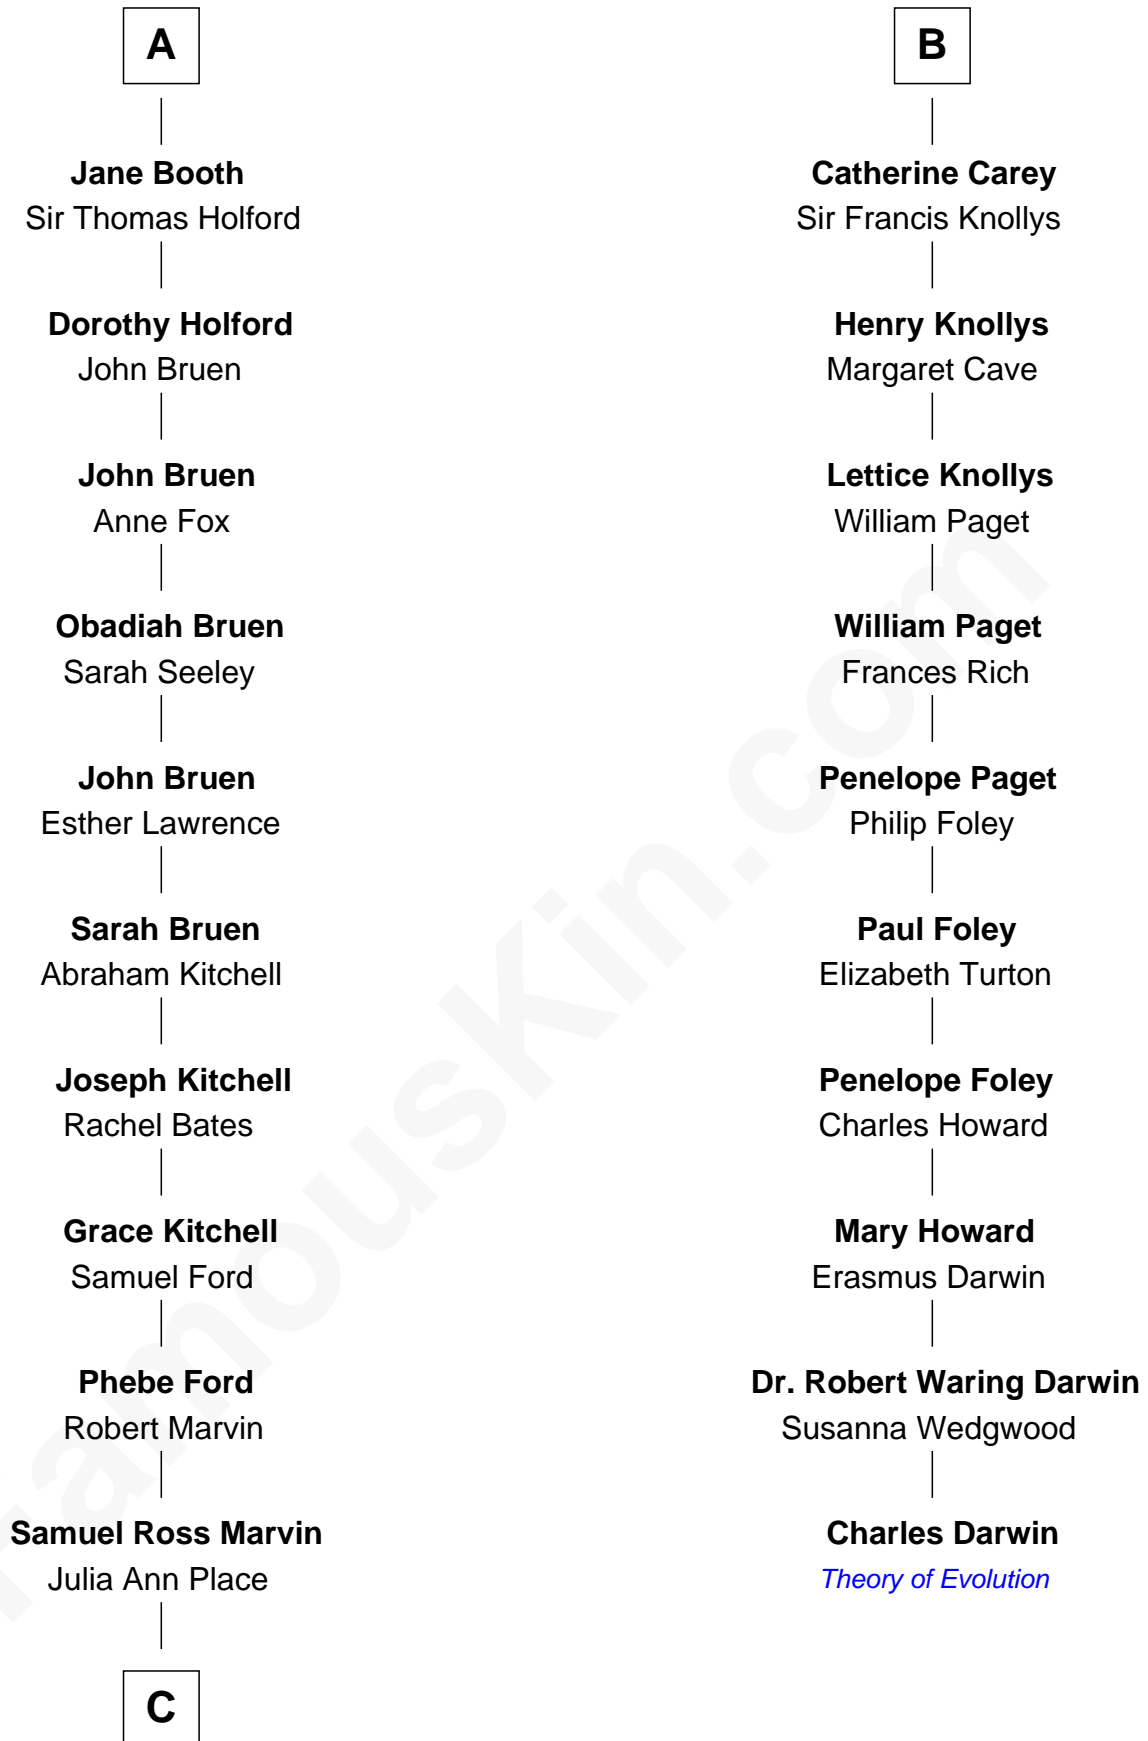 A
Jane Booth
Sir Thomas Holford
Dorothy Holford
John Bruen
John Bruen
Anne Fox
Obadiah Bruen
Sarah Seeley
John Bruen
Esther Lawrence
Sarah Bruen
Abraham Kitchell
Joseph Kitchell
Rachel Bates
Grace Kitchell
Samuel Ford
Phebe Ford
Robert Marvin
Samuel Ross Marvin
Julia Ann Place
C
B
Catherine Carey
Sir Francis Knollys
Henry Knollys
Margaret Cave
Lettice Knollys
William Paget
William Paget
Frances Rich
Penelope Paget
Philip Foley
Paul Foley
Elizabeth Turton
Penelope Foley
Charles Howard
Mary Howard
Erasmus Darwin
Dr. Robert Waring Darwin
Susanna Wedgwood
Charles Darwin
Theory of Evolution
FamousKin.com